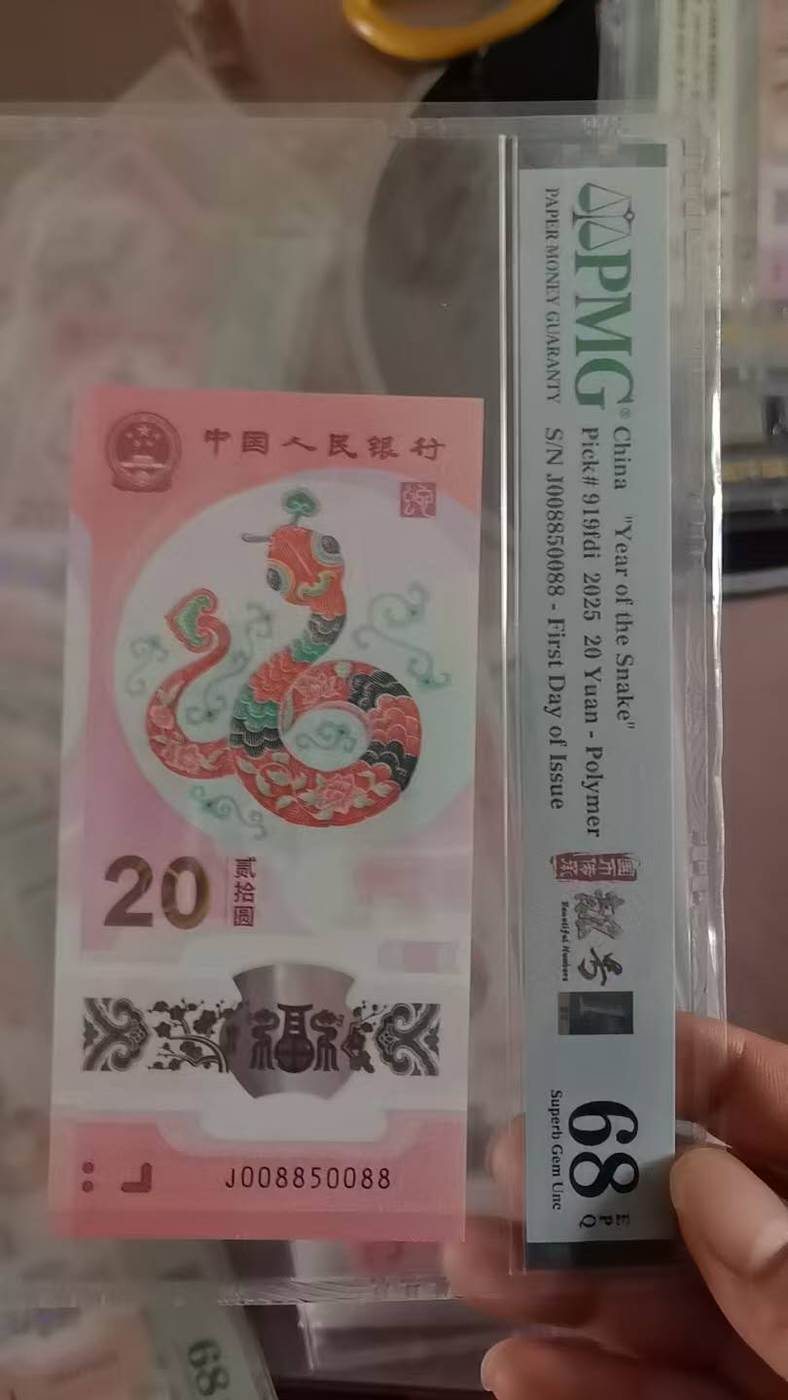 中国人民银行
20
贰拾圆
J008850088
PMG®
PAPER MONEY GUARANTY
China "Year of the Snake"
Pick# 919fdi 2025 20 Yuan - Polymer
S/N J008850088 - First Day of Issue
Beautiful Numbers
68 EPQ
Superb Gem Unc
68